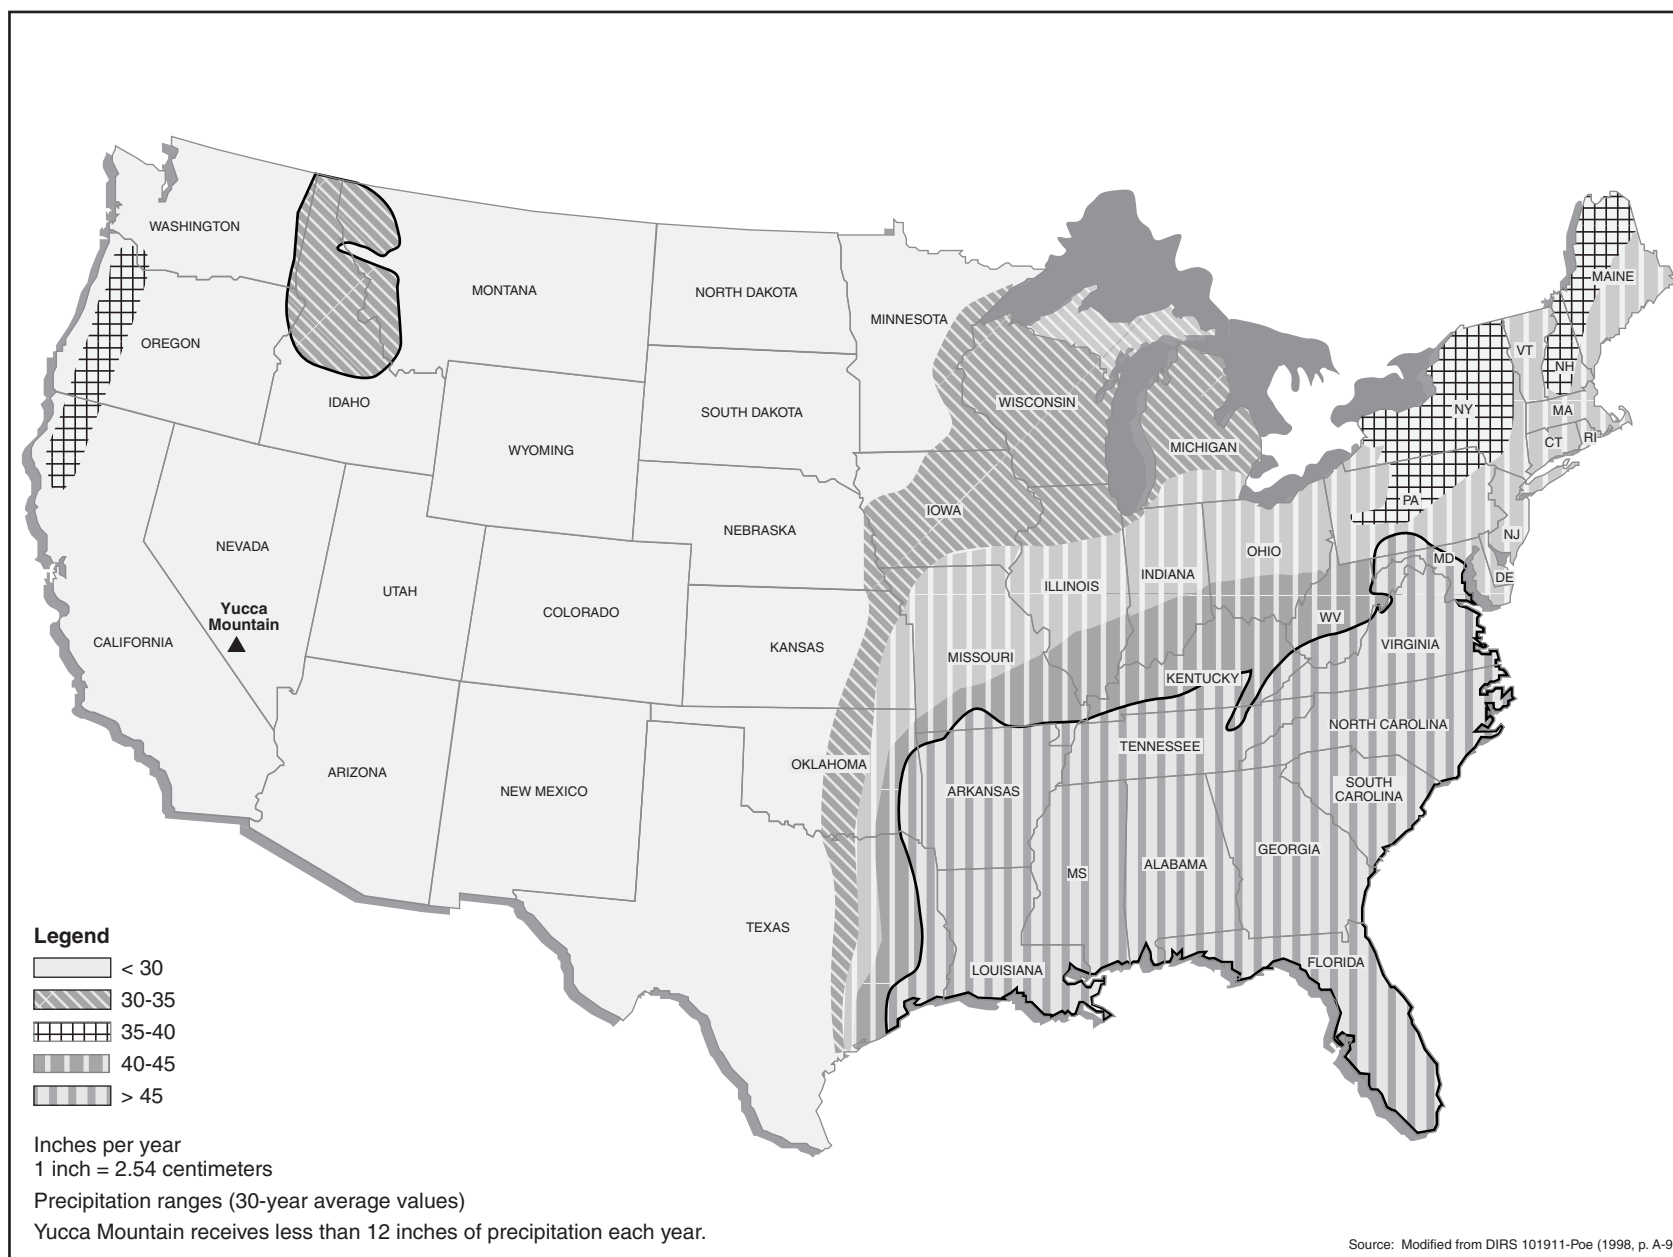 WASHINGTON
MONTANA
NORTH DAKOTA
MINNESOTA
MAINE
OREGON
VT
NH
IDAHO
SOUTH DAKOTA
WISCONSIN
NY
MA
WYOMING
MICHIGAN
CT
RI
IOWA
PA
NEBRASKA
NJ
NEVADA
OHIO
MD
UTAH
COLORADO
ILLINOIS
INDIANA
DE
Yucca
Mountain
WV
CALIFORNIA
KANSAS
MISSOURI
VIRGINIA
KENTUCKY
NORTH CAROLINA
TENNESSEE
OKLAHOMA
ARIZONA
NEW MEXICO
ARKANSAS
SOUTH
CAROLINA
GEORGIA
MS
ALABAMA
TEXAS
LOUISIANA
FLORIDA
Legend
< 30
30-35
35-40
40-45
> 45
Inches per year
1 inch = 2.54 centimeters
Precipitation ranges (30-year average values)
Yucca Mountain receives less than 12 inches of precipitation each year.
Source: Modified from DIRS 101911-Poe (1998, p. A-9